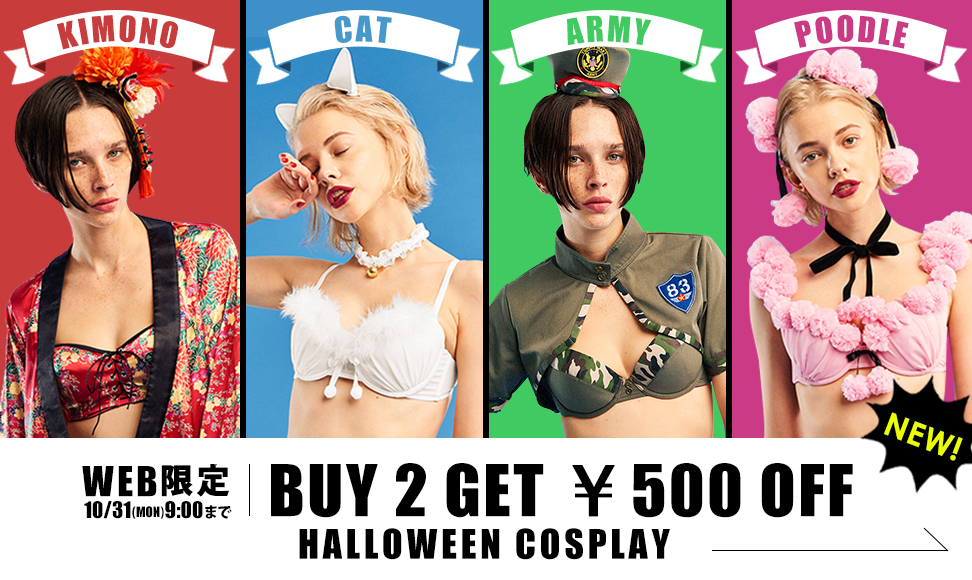 KIMONO
CAT
ARMY
POODLE
83
NEW!
WEB限定
10/31(MON)9:00まで
BUY 2 GET ￥500 OFF
HALLOWEEN COSPLAY